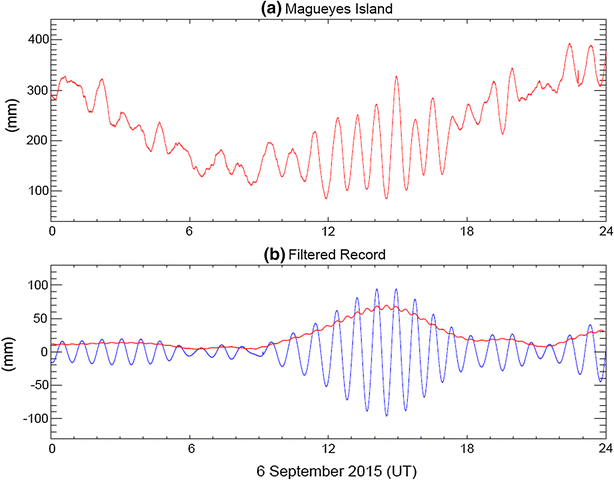 (a) Magueyes Island
400
300
200
100
(mm)
0 6 12 18 24
(b) Filtered Record
100
50
0
-50
-100
(mm)
0 6 12 18 24
6 September 2015 (UT)